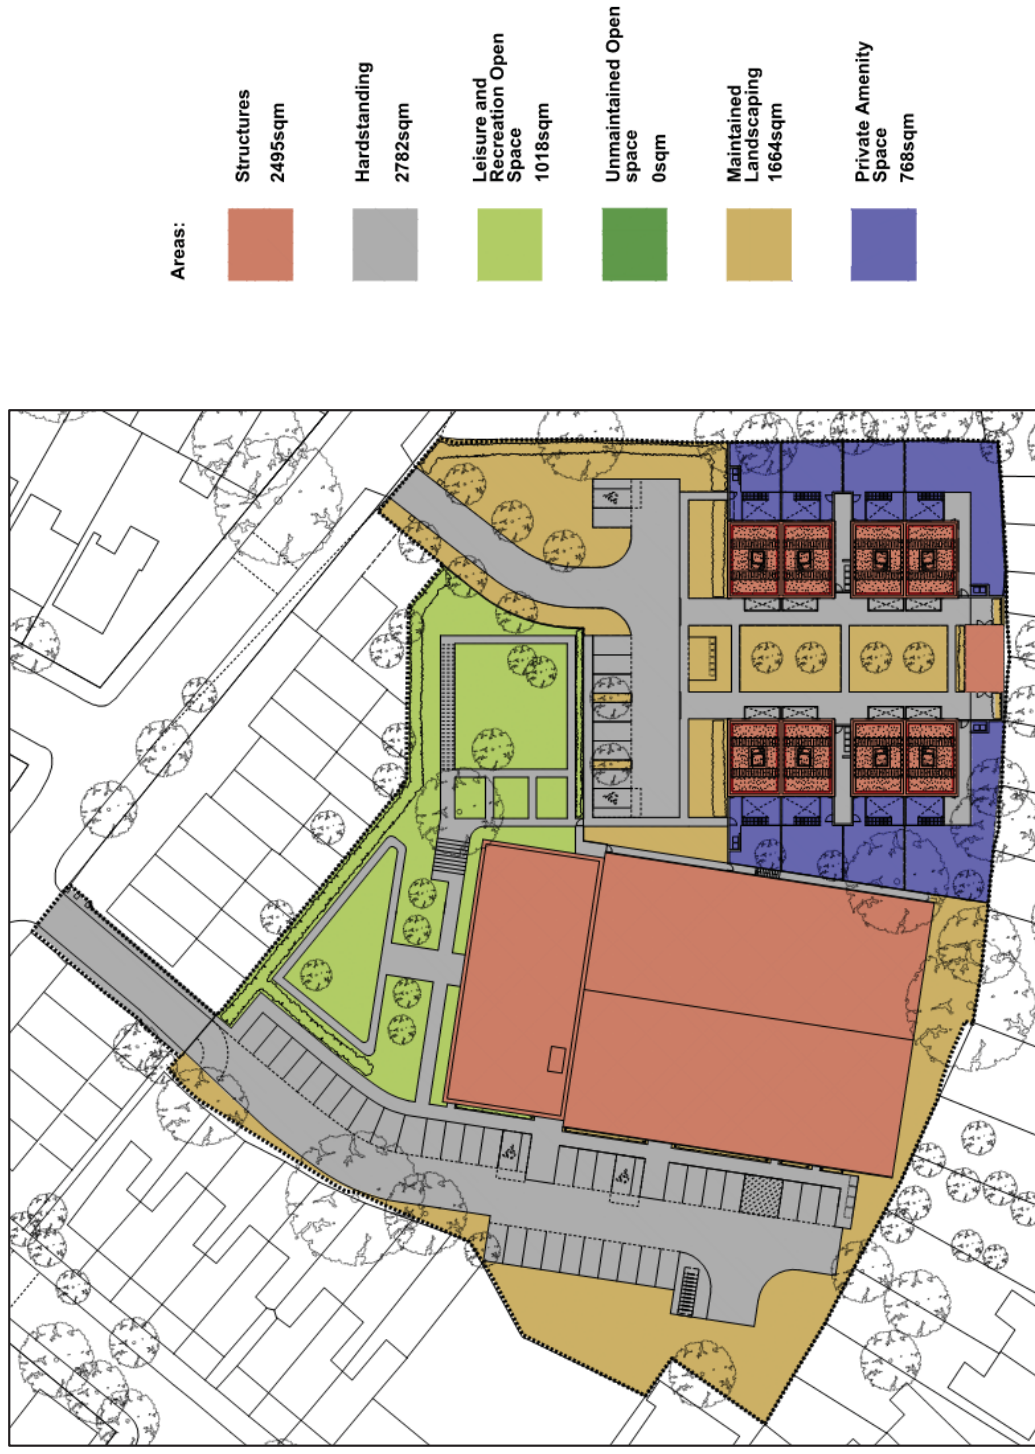 Areas:
Structures
2495sqm
Hardstanding
2782sqm
Leisure and
Recreation Open
Space
1018sqm
Unmaintained Open
space
0sqm
Maintained
Landscaping
1664sqm
Private Amenity
Space
768sqm